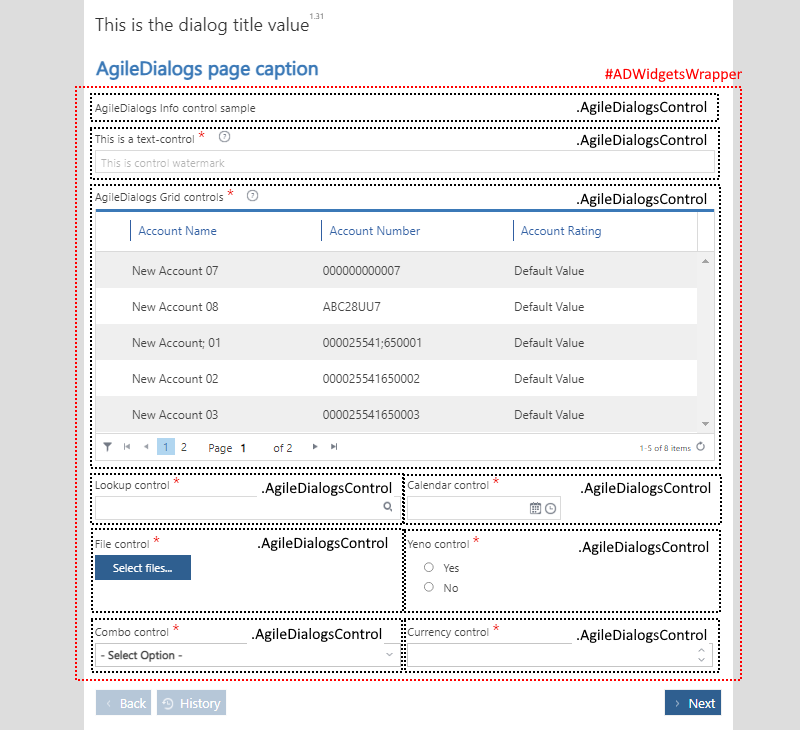 This is the dialog title value 1.31
AgileDialogs page caption
#ADWidgetsWrapper
AgileDialogs Info control sample .AgileDialogsControl
This is a text-control * ? .AgileDialogsControl
This is control watermark
AgileDialogs Grid controls * ? .AgileDialogsControl
Account Name Account Number Account Rating
New Account 07 000000000007 Default Value
New Account 08 ABC28UU7 Default Value
New Account; 01 000025541;650001 Default Value
New Account 02 000025541650002 Default Value
New Account 03 000025541650003 Default Value
1 2 Page 1 of 2 1-5 of 8 items
Lookup control * .AgileDialogsControl Calendar control * .AgileDialogsControl
File control * .AgileDialogsControl Yeno control * .AgileDialogsControl
Select files... Yes
No
Combo control * .AgileDialogsControl Currency control * .AgileDialogsControl
- Select Option -
Back History Next